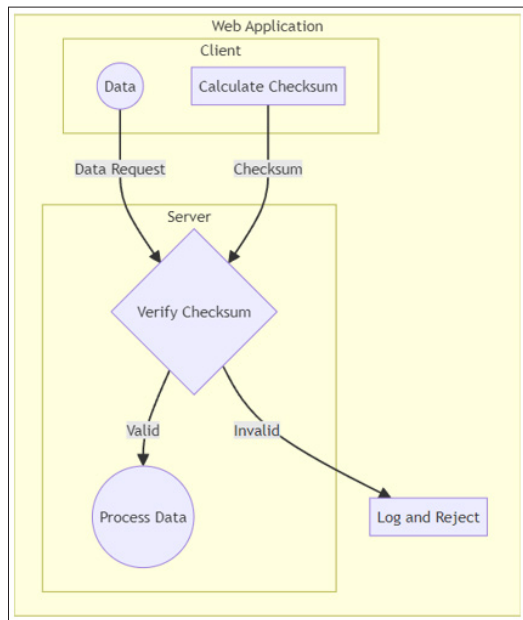 Web Application
Client
Data
Calculate Checksum
Data Request
Checksum
Server
Verify Checksum
Valid
Invalid
Process Data
Log and Reject